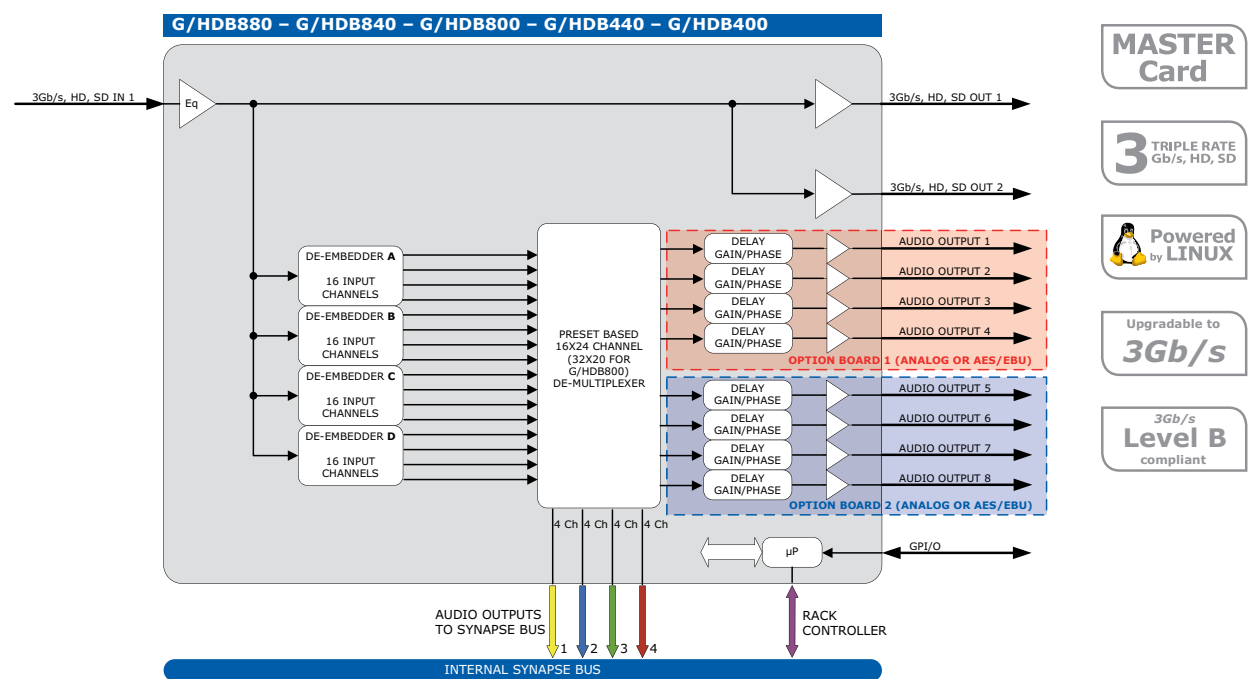 G/HDB880 – G/HDB840 – G/HDB800 – G/HDB440 – G/HDB400
3Gb/s, HD, SD IN 1
Eq
3Gb/s, HD, SD OUT 1
3Gb/s, HD, SD OUT 2
DE-EMBEDDER A
16 INPUT
CHANNELS
DE-EMBEDDER B
16 INPUT
CHANNELS
DE-EMBEDDER C
16 INPUT
CHANNELS
DE-EMBEDDER D
16 INPUT
CHANNELS
PRESET BASED
16X24 CHANNEL
(32X20 FOR
G/HDB800)
DE-MULTIPLEXER
DELAY
GAIN/PHASE
AUDIO OUTPUT 1
DELAY
GAIN/PHASE
AUDIO OUTPUT 2
DELAY
GAIN/PHASE
AUDIO OUTPUT 3
DELAY
GAIN/PHASE
AUDIO OUTPUT 4
OPTION BOARD 1 (ANALOG OR AES/EBU)
DELAY
GAIN/PHASE
AUDIO OUTPUT 5
DELAY
GAIN/PHASE
AUDIO OUTPUT 6
DELAY
GAIN/PHASE
AUDIO OUTPUT 7
DELAY
GAIN/PHASE
AUDIO OUTPUT 8
OPTION BOARD 2 (ANALOG OR AES/EBU)
4 Ch
4 Ch
4 Ch
4 Ch
µP
GPI/O
AUDIO OUTPUTS
TO SYNAPSE BUS
1
2
3
4
RACK
CONTROLLER
INTERNAL SYNAPSE BUS
MASTER
Card
3 TRIPLE RATE
Gb/s, HD, SD
Powered
by LINUX
Upgradable to
3Gb/s
3Gb/s
Level B
compliant